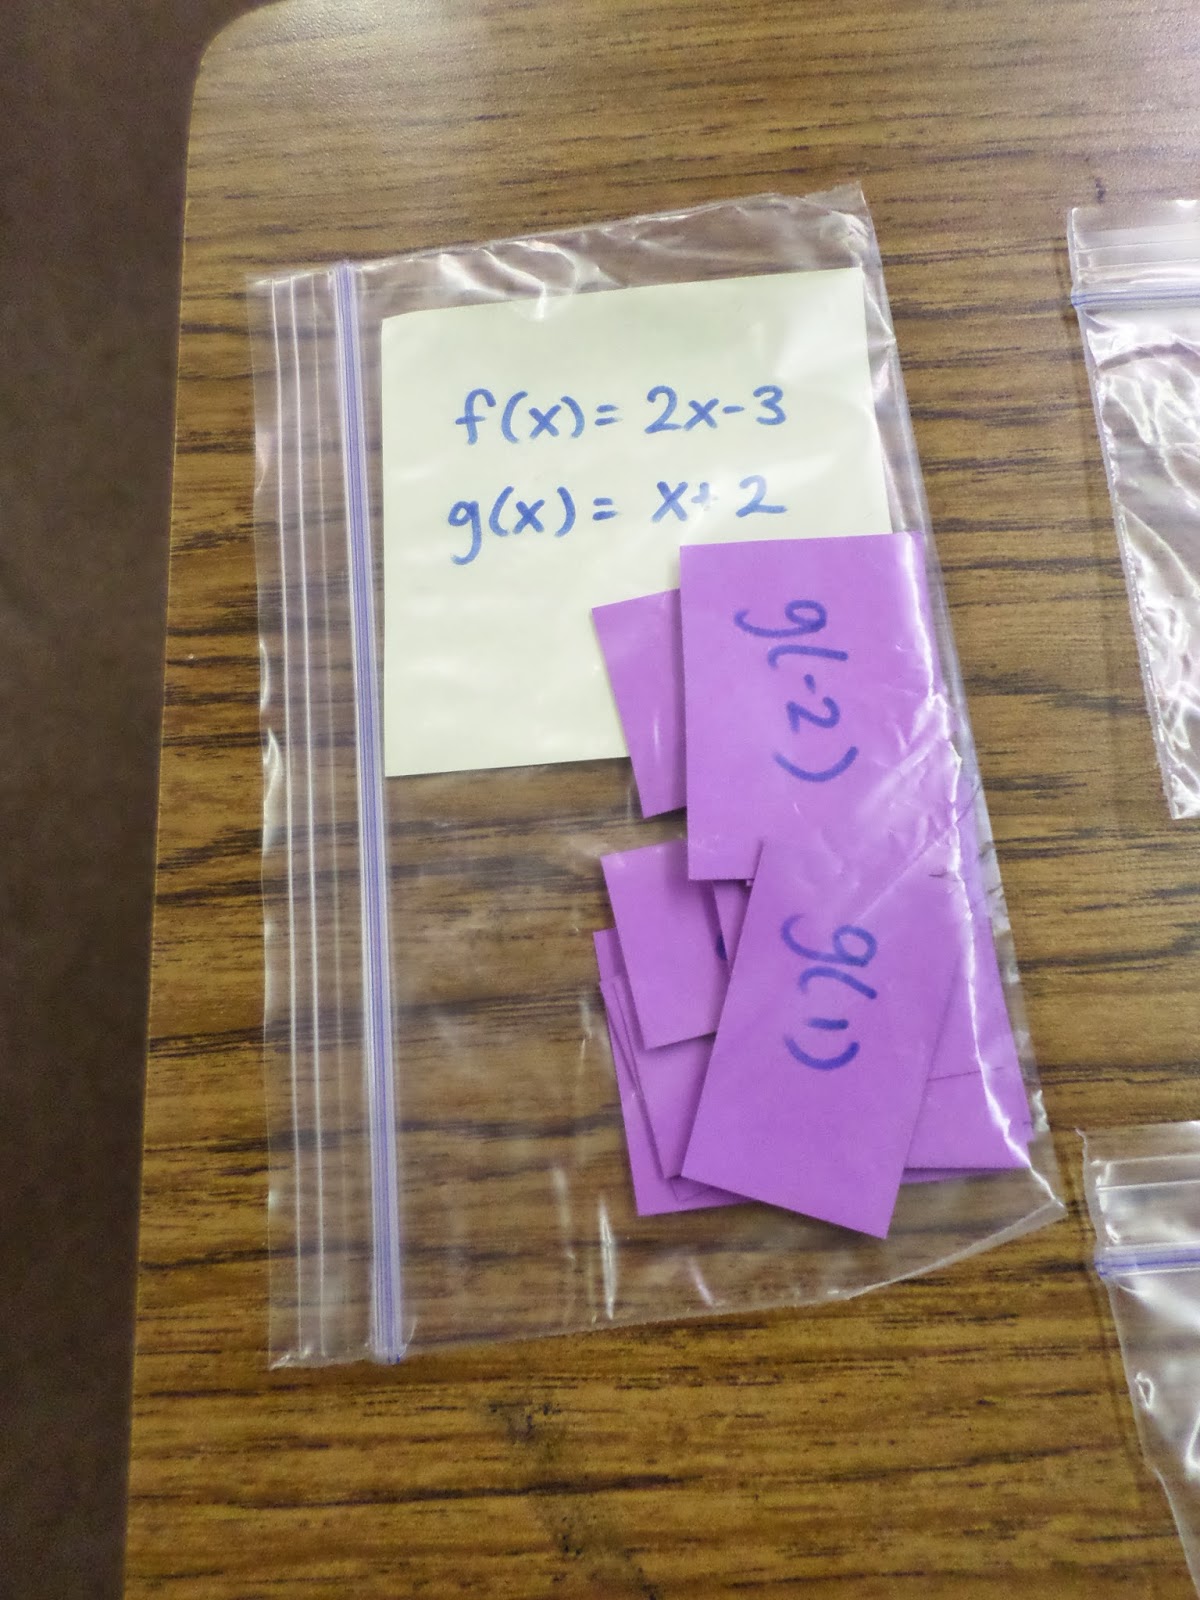 f(x) = 2x-3
g(x) = x+ 2
g(-2)
g(1)